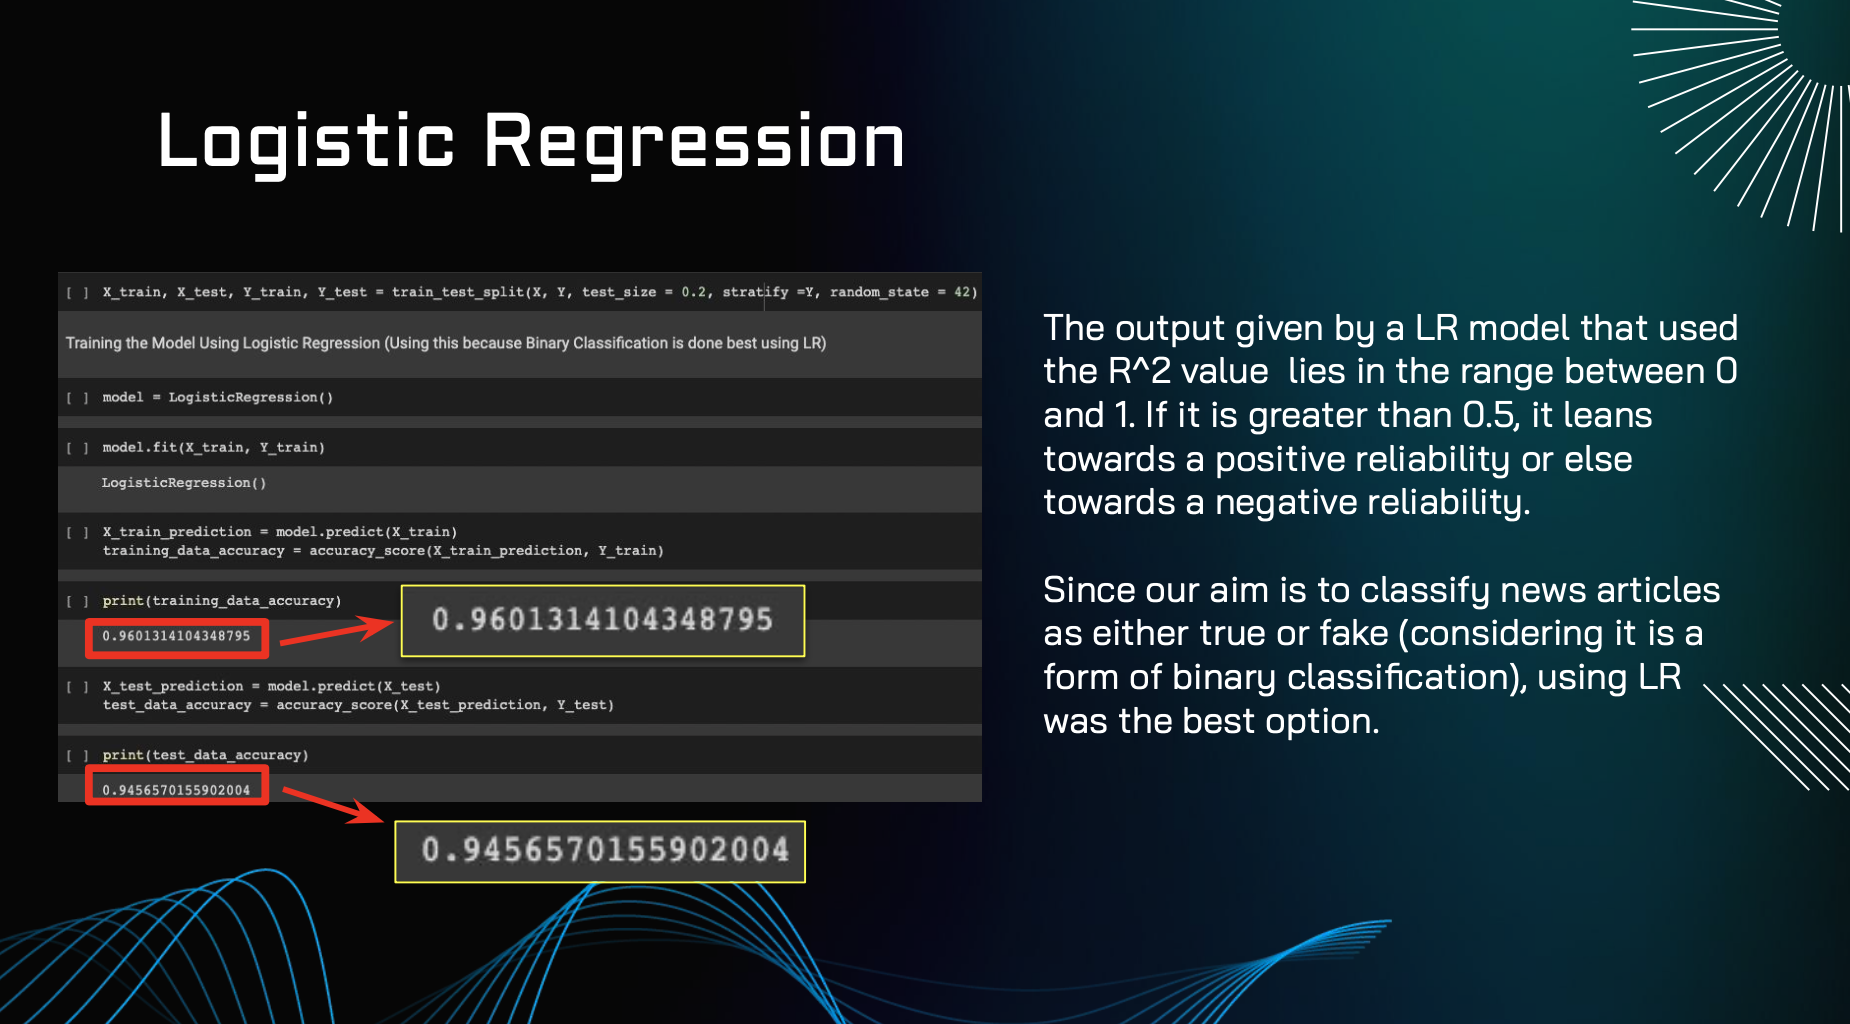 Logistic Regression
[ ] X_train, X_test, Y_train, Y_test = train_test_split(X, Y, test_size = 0.2, stratify =Y, random_state = 42)
Training the Model Using Logistic Regression (Using this because Binary Classification is done best using LR)
[ ] model = LogisticRegression()
[ ] model.fit(X_train, Y_train)
LogisticRegression()
[ ] X_train_prediction = model.predict(X_train)
training_data_accuracy = accuracy_score(X_train_prediction, Y_train)
[ ] print(training_data_accuracy)
0.9601314104348795
0.9601314104348795
[ ] X_test_prediction = model.predict(X_test)
test_data_accuracy = accuracy_score(X_test_prediction, Y_test)
[ ] print(test_data_accuracy)
0.9456570155902004
0.9456570155902004
The output given by a LR model that used
the R^2 value  lies in the range between 0
and 1. If it is greater than 0.5, it leans
towards a positive reliability or else
towards a negative reliability.
Since our aim is to classify news articles
as either true or fake (considering it is a
form of binary classification), using LR
was the best option.